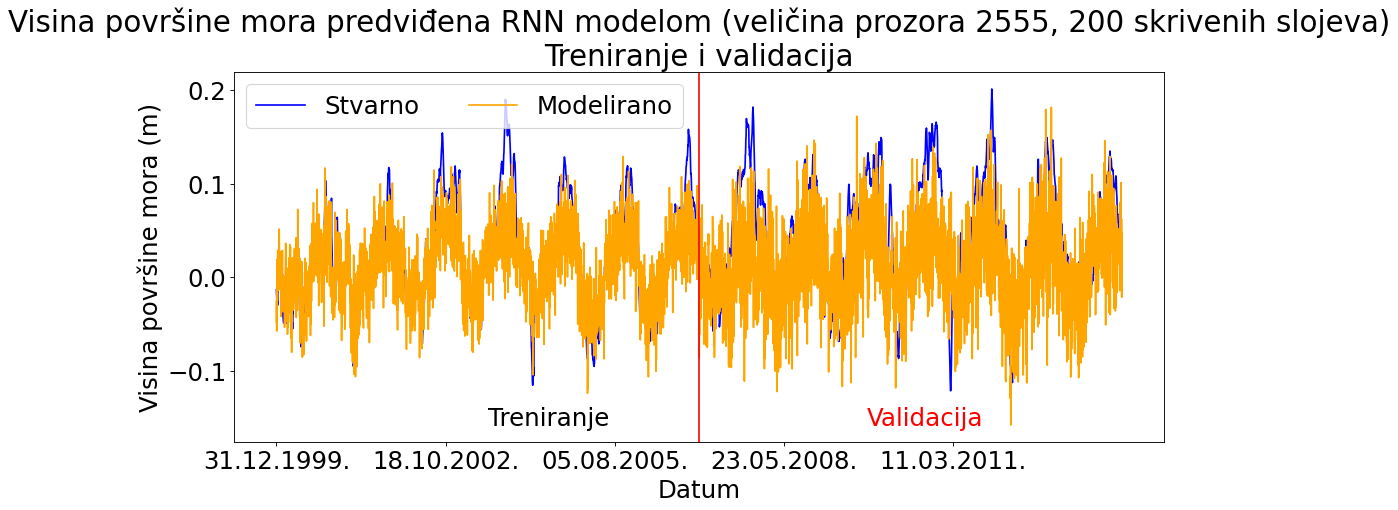 Visina površine mora predviđena RNN modelom (veličina prozora 2555, 200 skrivenih slojeva)
Treniranje i validacija
Stvarno Modelirano
Visina površine mora (m)
0.2
0.1
0.0
−0.1
Treniranje Validacija
31.12.1999. 18.10.2002. 05.08.2005. 23.05.2008. 11.03.2011.
Datum